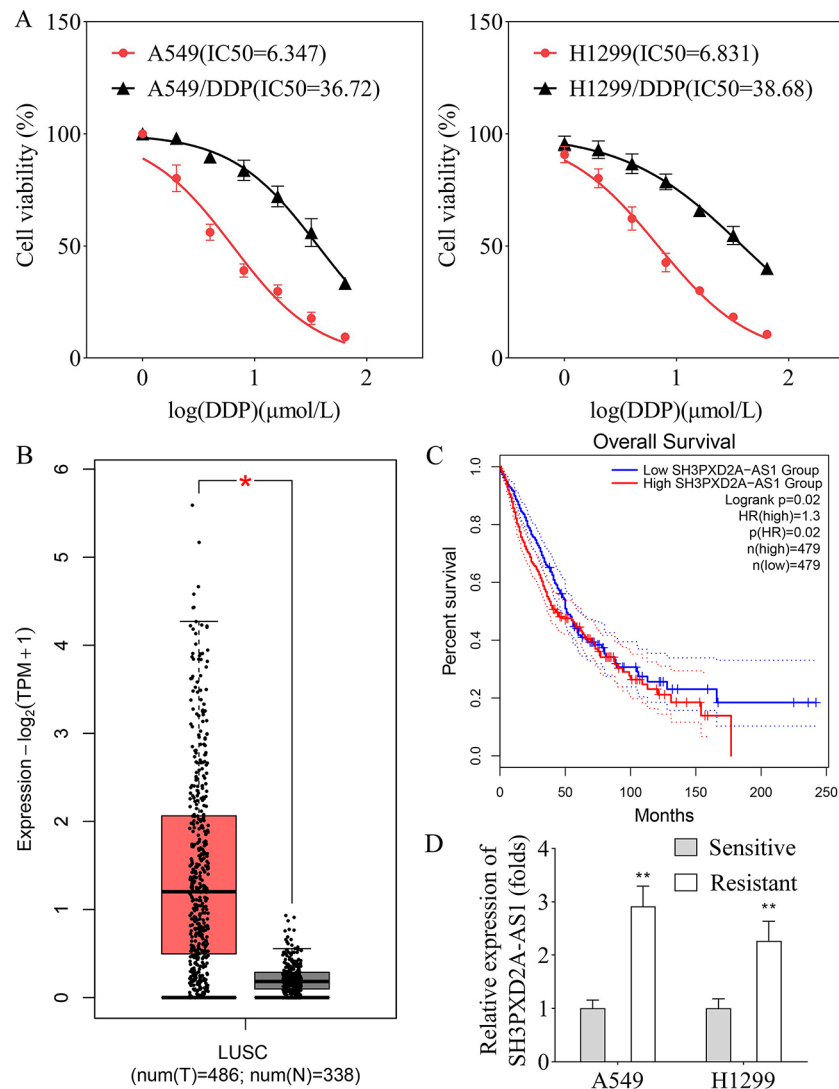 A
150
100
50
0
Cell viability (%)
A549(IC50=6.347)
A549/DDP(IC50=36.72)
0
1
2
log(DDP)(μmol/L)
150
100
50
0
Cell viability (%)
H1299(IC50=6.831)
H1299/DDP(IC50=38.68)
0
1
2
log(DDP)(μmol/L)
B
6
5
4
3
2
1
0
Expression – log₂(TPM + 1)
*
LUSC
(num(T)=486; num(N)=338)
C
Overall Survival
Low SH3PXD2A−AS1 Group
High SH3PXD2A−AS1 Group
Logrank p=0.02
HR(high)=1.3
p(HR)=0.02
n(high)=479
n(low)=479
1.0
0.8
0.6
0.4
0.2
0.0
Percent survival
0
50
100
150
200
250
Months
D
4
3
2
1
0
Relative expression of
SH3PXD2A-AS1 (folds)
Sensitive
Resistant
**
**
A549
H1299